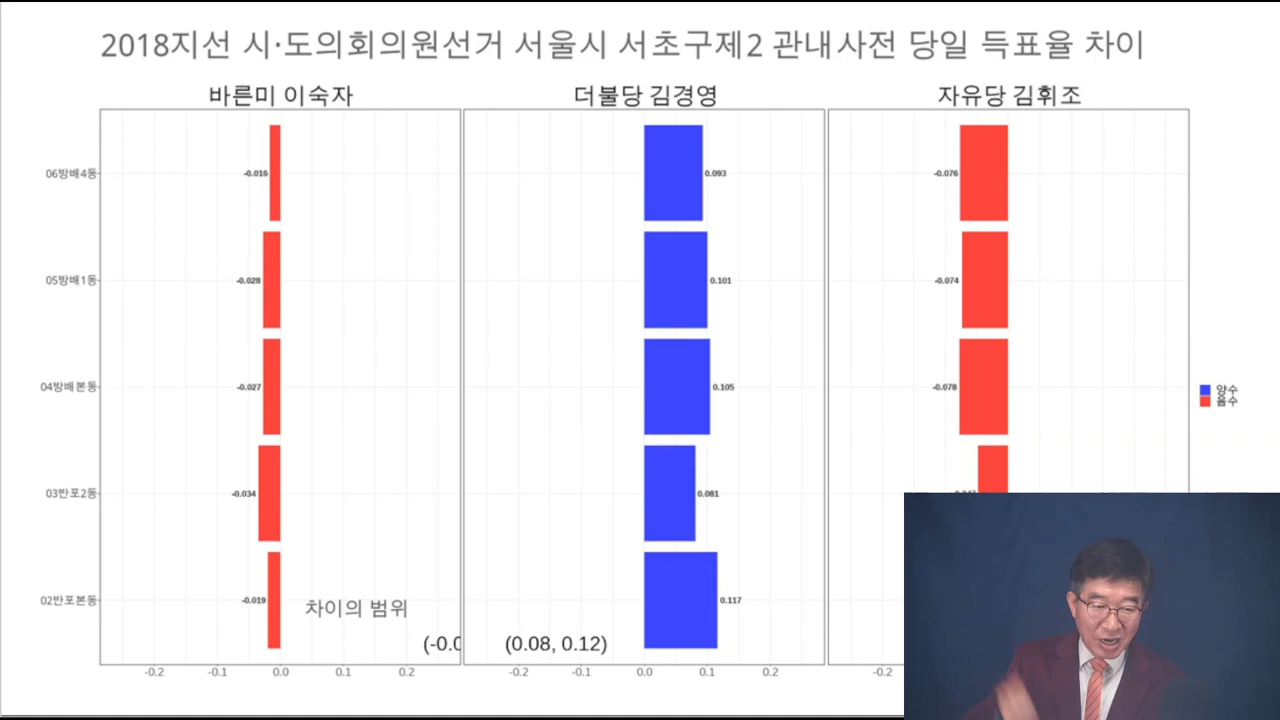 2018지선 시·도의회의원선거 서울시 서초구제2 관내사전 당일 득표율 차이
바른미 이숙자
더불당 김경영
자유당 김휘조
06방배4동
-0.016
0.093
-0.076
05방배1동
-0.028
0.101
-0.074
04방배본동
-0.027
0.105
-0.078
양수
음수
03반포2동
-0.034
0.081
02반포본동
-0.019
차이의 범위
0.117
(-0.0
(0.08, 0.12)
-0.2 -0.1 0.0 0.1 0.2
-0.2 -0.1 0.0 0.1 0.2
-0.2